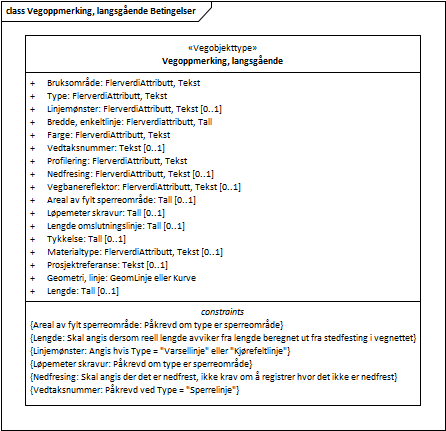 class Vegoppmerking, langsgående Betingelser
«Vegobjekttype»
Vegoppmerking, langsgående
+ Bruksområde: FlerverdiAttributt, Tekst
+ Type: FlerverdiAttributt, Tekst
+ Linjemønster: FlerverdiAttributt, Tekst [0..1]
+ Bredde, enkeltlinje: Flerverdiattributt, Tall
+ Farge: FlerverdiAttributt, Tekst
+ Vedtaksnummer: Tekst [0..1]
+ Profilering: FlerverdiAttributt, Tekst
+ Nedfresing: FlerverdiAttributt, Tekst [0..1]
+ Vegbanereflektor: FlerverdiAttributt, Tekst [0..1]
+ Areal av fylt sperreområde: Tall [0..1]
+ Løpemeter skravur: Tall [0..1]
+ Lengde omslutningslinje: Tall [0..1]
+ Tykkelse: Tall [0..1]
+ Materialtype: FlerverdiAttributt, Tekst [0..1]
+ Prosjektreferanse: Tekst [0..1]
+ Geometri, linje: GeomLinje eller Kurve
+ Lengde: Tall [0..1]
constraints
{Areal av fylt sperreområde: Påkrevd om type er sperreområde}
{Lengde: Skal angis dersom reell lengde avviker fra lengde beregnet ut fra stedfesting i vegnettet}
{Linjemønster: Angis hvis Type = "Varsellinje" eller "Kjørefeltlinje"}
{Løpemeter skravur: Påkrevd om type er sperreområde}
{Nedfresing: Skal angis der det er nedfrest, ikke krav om å registrer hvor det ikke er nedfrest}
{Vedtaksnummer: Påkrevd ved Type = "Sperrelinje"}